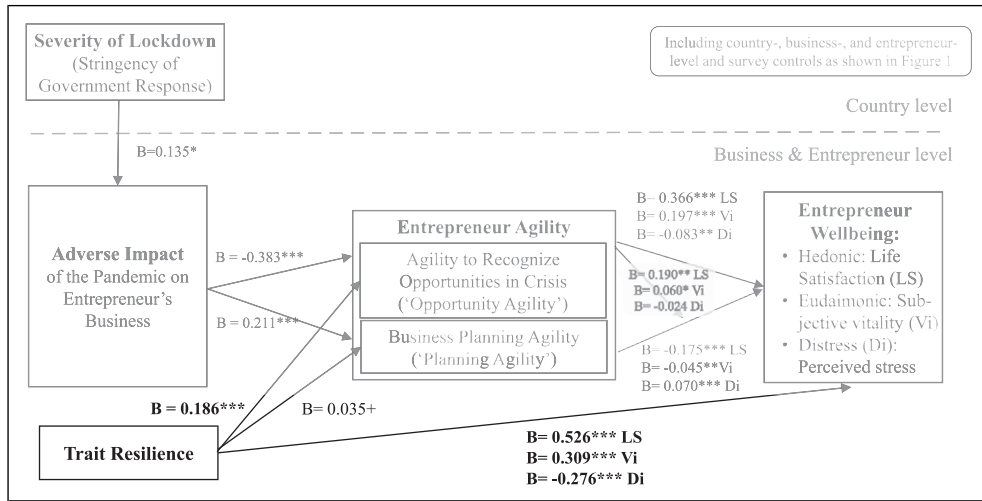 Severity of Lockdown
(Stringency of
Government Response)
Including country-, business-, and entrepreneur-
level and survey controls as shown in Figure 1
Country level
B=0.135*
Business & Entrepreneur level
Adverse Impact
of the Pandemic on
Entrepreneur's
Business
B = -0.383***
B = 0.211***
Entrepreneur Agility
Agility to Recognize
Opportunities in Crisis
('Opportunity Agility')
Business Planning Agility
('Planning Agility')
B= 0.366*** LS
B= 0.197*** Vi
B= -0.083** Di
B= 0.190** LS
B= 0.060* Vi
B= -0.024 Di
B= -0.175*** LS
B= -0.045**Vi
B= 0.070*** Di
Entrepreneur
Wellbeing:
• Hedonic: Life
Satisfaction (LS)
• Eudaimonic: Sub-
jective vitality (Vi)
• Distress (Di):
Perceived stress
B = 0.186***
B= 0.035+
Trait Resilience
B= 0.526*** LS
B= 0.309*** Vi
B= -0.276*** Di